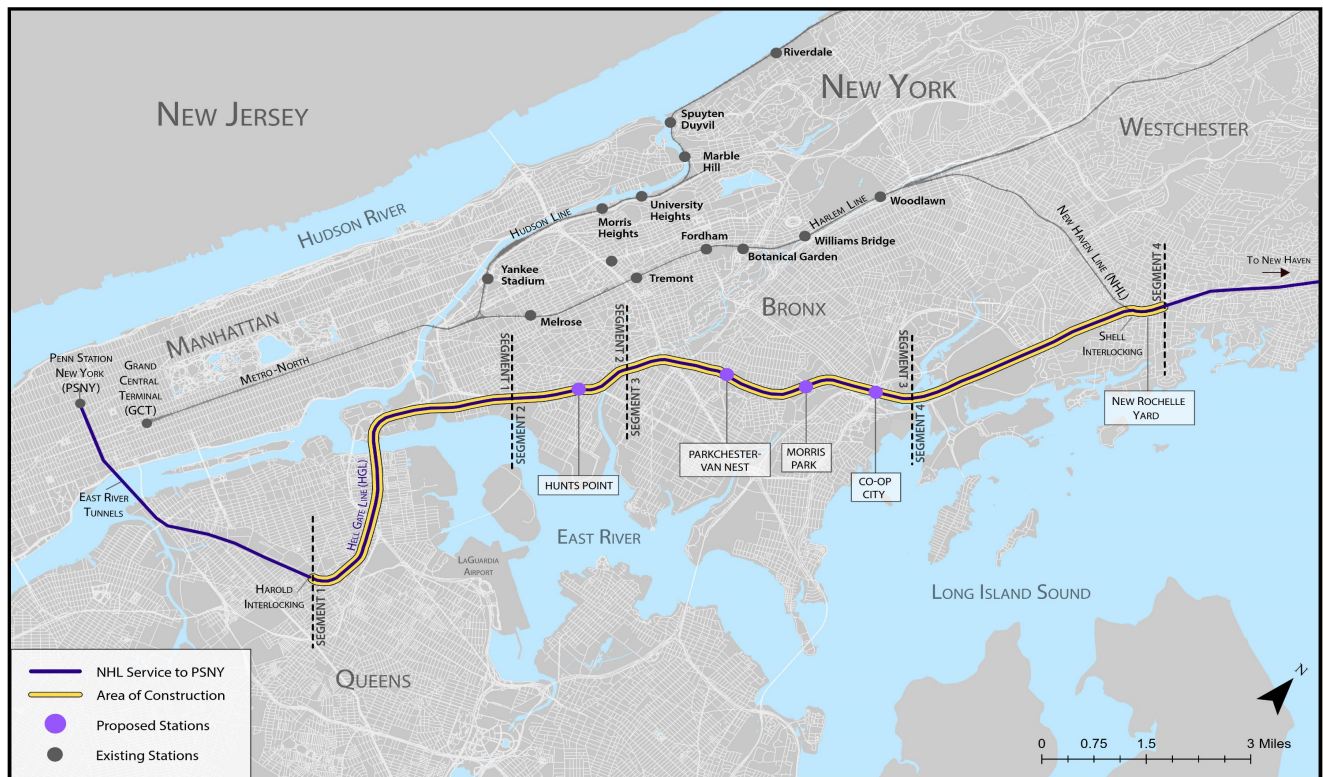 Riverdale
NEW YORK
NEW JERSEY
Spuyten
Duyvil
WESTCHESTER
Marble
Hill
HUDSON RIVER
HUDSON LINE
University
Heights
Morris
Heights
HARLEM LINE
Woodlawn
NEW HAVEN LINE (NHL)
Fordham
Williams Bridge
Botanical Garden
Yankee
Stadium
Tremont
SEGMENT 4
TO NEW HAVEN
MANHATTAN
Melrose
BRONX
SHELL
INTERLOCKING
PENN STATION
NEW YORK
(PSNY)
GRAND
CENTRAL
TERMINAL
(GCT)
METRO-NORTH
SEGMENT 1
SEGMENT 2
SEGMENT 2
SEGMENT 3
SEGMENT 3
SEGMENT 4
NEW ROCHELLE
YARD
PARKCHESTER-
VAN NEST
MORRIS
PARK
HUNTS POINT
CO-OP
CITY
EAST RIVER
TUNNELS
HELL GATE LINE (HGL)
EAST RIVER
LAGUARDIA
AIRPORT
HAROLD
INTERLOCKING
SEGMENT 1
LONG ISLAND SOUND
QUEENS
NHL Service to PSNY
Area of Construction
Proposed Stations
Existing Stations
N
0 0.75 1.5 3 Miles